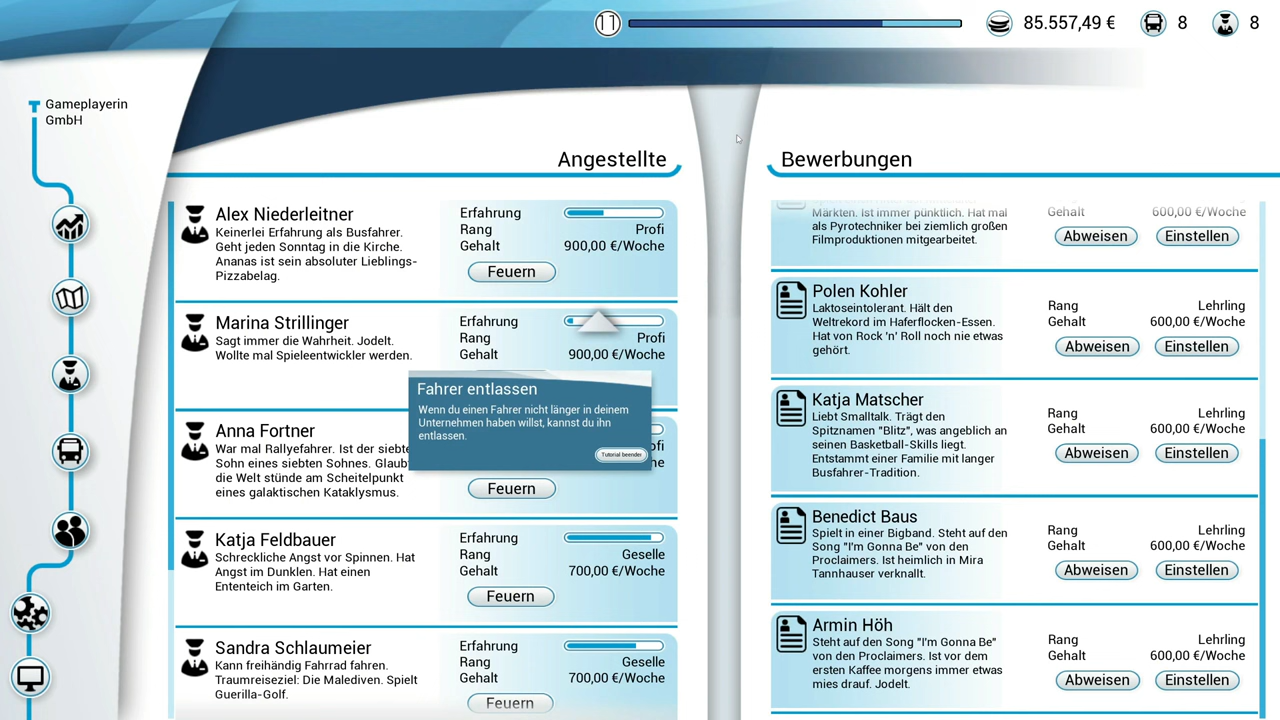 11
85.557,49 €
8
8
Gameplayerin
GmbH
Angestellte
Alex Niederleitner
Keinerlei Erfahrung als Busfahrer.
Geht jeden Sonntag in die Kirche.
Ananas ist sein absoluter Lieblings-
Pizzabelag.
Erfahrung
Rang Profi
Gehalt 900,00 €/Woche
Feuern
Marina Strillinger
Sagt immer die Wahrheit. Jodelt.
Wollte mal Spieleentwickler werden.
Erfahrung
Rang Profi
Gehalt 900,00 €/Woche
Fahrer entlassen
Wenn du einen Fahrer nicht länger in deinem
Unternehmen haben willst, kannst du ihn
entlassen.
Tutorial beenden
Anna Fortner
War mal Rallyefahrer. Ist der siebte
Sohn eines siebten Sohnes. Glaub
die Welt stünde am Scheitelpunkt
eines galaktischen Kataklysmus.
Feuern
Katja Feldbauer
Schreckliche Angst vor Spinnen. Hat
Angst im Dunklen. Hat einen
Ententeich im Garten.
Erfahrung
Rang Geselle
Gehalt 700,00 €/Woche
Feuern
Sandra Schlaumeier
Kann freihändig Fahrrad fahren.
Traumreiseziel: Die Malediven. Spielt
Guerilla-Golf.
Erfahrung
Rang Geselle
Gehalt 700,00 €/Woche
Feuern
Bewerbungen
Märkten. Ist immer pünktlich. Hat mal
als Pyrotechniker bei ziemlich großen
Filmproduktionen mitgearbeitet.
Gehalt 600,00 €/Woche
Abweisen Einstellen
Polen Kohler
Laktoseintolerant. Hält den
Weltrekord im Haferflocken-Essen.
Hat von Rock 'n' Roll noch nie etwas
gehört.
Rang Lehrling
Gehalt 600,00 €/Woche
Abweisen Einstellen
Katja Matscher
Liebt Smalltalk. Trägt den
Spitznamen "Blitz", was angeblich an
seinen Basketball-Skills liegt.
Entstammt einer Familie mit langer
Busfahrer-Tradition.
Rang Lehrling
Gehalt 600,00 €/Woche
Abweisen Einstellen
Benedict Baus
Spielt in einer Bigband. Steht auf den
Song "I'm Gonna Be" von den
Proclaimers. Ist heimlich in Mira
Tannhauser verknallt.
Rang Lehrling
Gehalt 600,00 €/Woche
Abweisen Einstellen
Armin Höh
Steht auf den Song "I'm Gonna Be"
von den Proclaimers. Ist vor dem
ersten Kaffee morgens immer etwas
mies drauf. Jodelt.
Rang Lehrling
Gehalt 600,00 €/Woche
Abweisen Einstellen